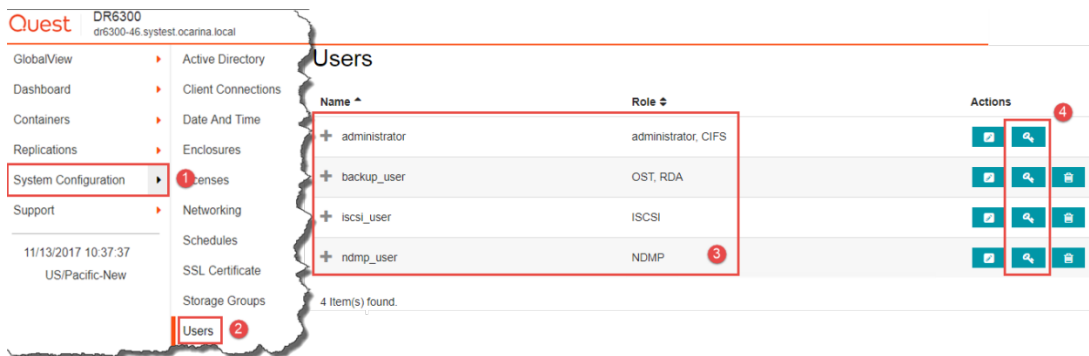 Quest
DR6300
dr6300-46.systest.ocarina.local
GlobalView
Dashboard
Containers
Replications
System Configuration
1
Support
11/13/2017 10:37:37
US/Pacific-New
Active Directory
Client Connections
Date And Time
Enclosures
censes
Networking
Schedules
SSL Certificate
Storage Groups
Users
2
Users
Name
Role
Actions
4
administrator
administrator, CIFS
backup_user
OST, RDA
iscsi_user
ISCSI
ndmp_user
NDMP
3
4 Item(s) found.